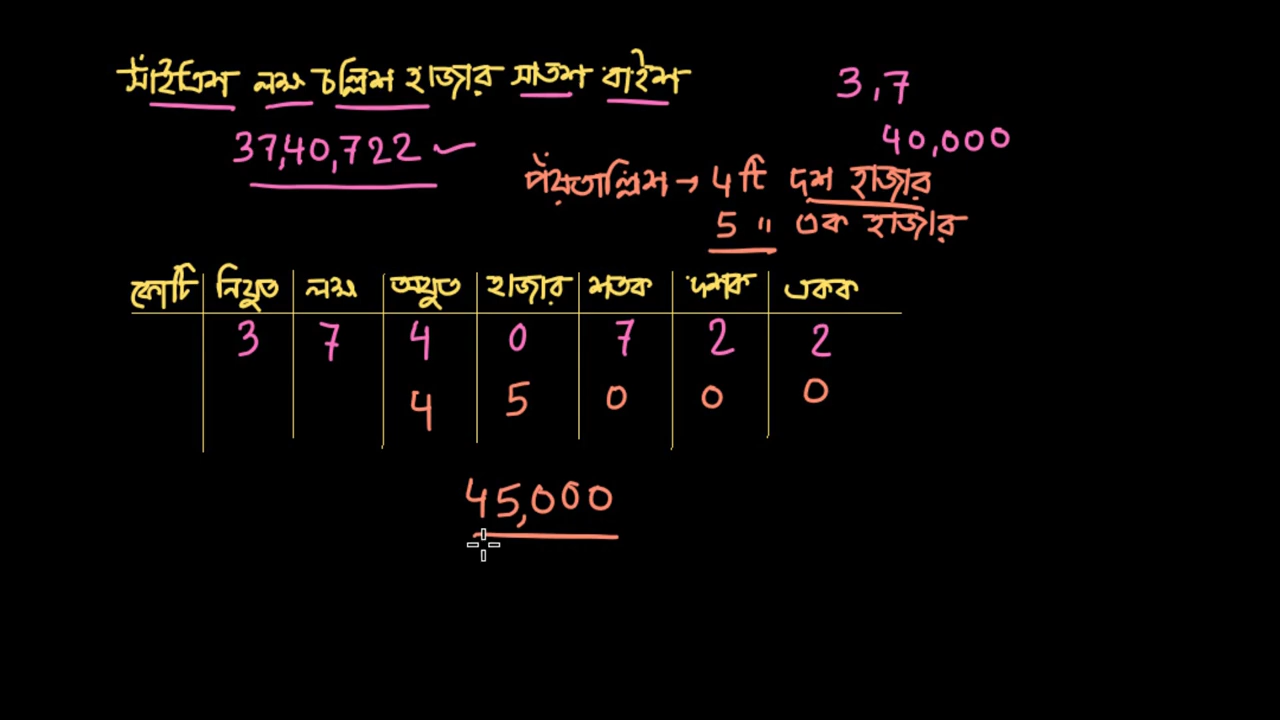 সাঁইত্রিশ লক্ষ চল্লিশ হাজার সাতশ বাইশ
3,7
37,40,722
40,000
পঁয়তাল্লিশ → 4টি দশ হাজার
5 " এক হাজার
কোটি নিযুত লক্ষ অযুত হাজার শতক দশক একক
3 7 4 0 7 2 2
4 5 0 0 0
45,000